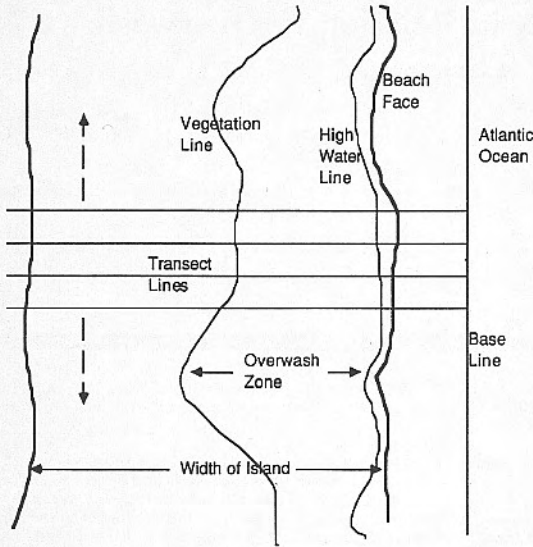 Beach
Face
Vegetation
Line
High
Water
Line
Atlantic
Ocean
Transect
Lines
Base
Line
Overwash
Zone
Width of Island